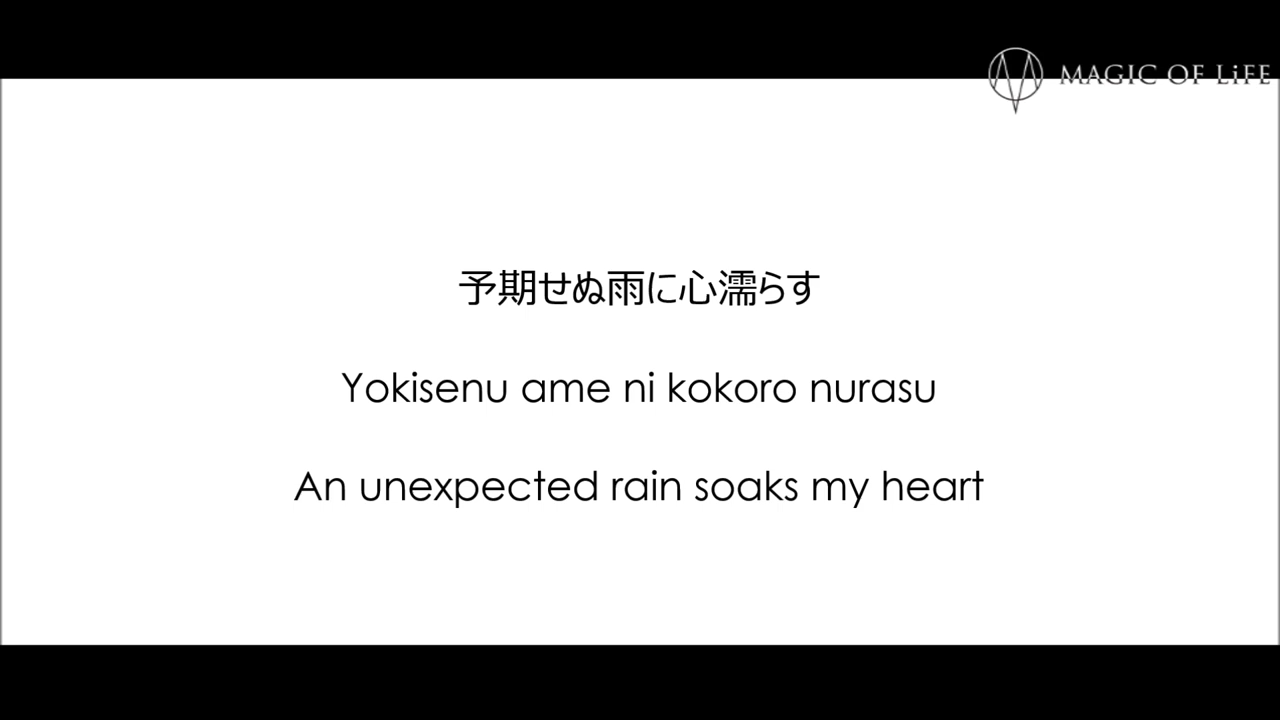 MAGIC OF LiFE
予期せぬ雨に心濡らす
Yokisenu ame ni kokoro nurasu
An unexpected rain soaks my heart